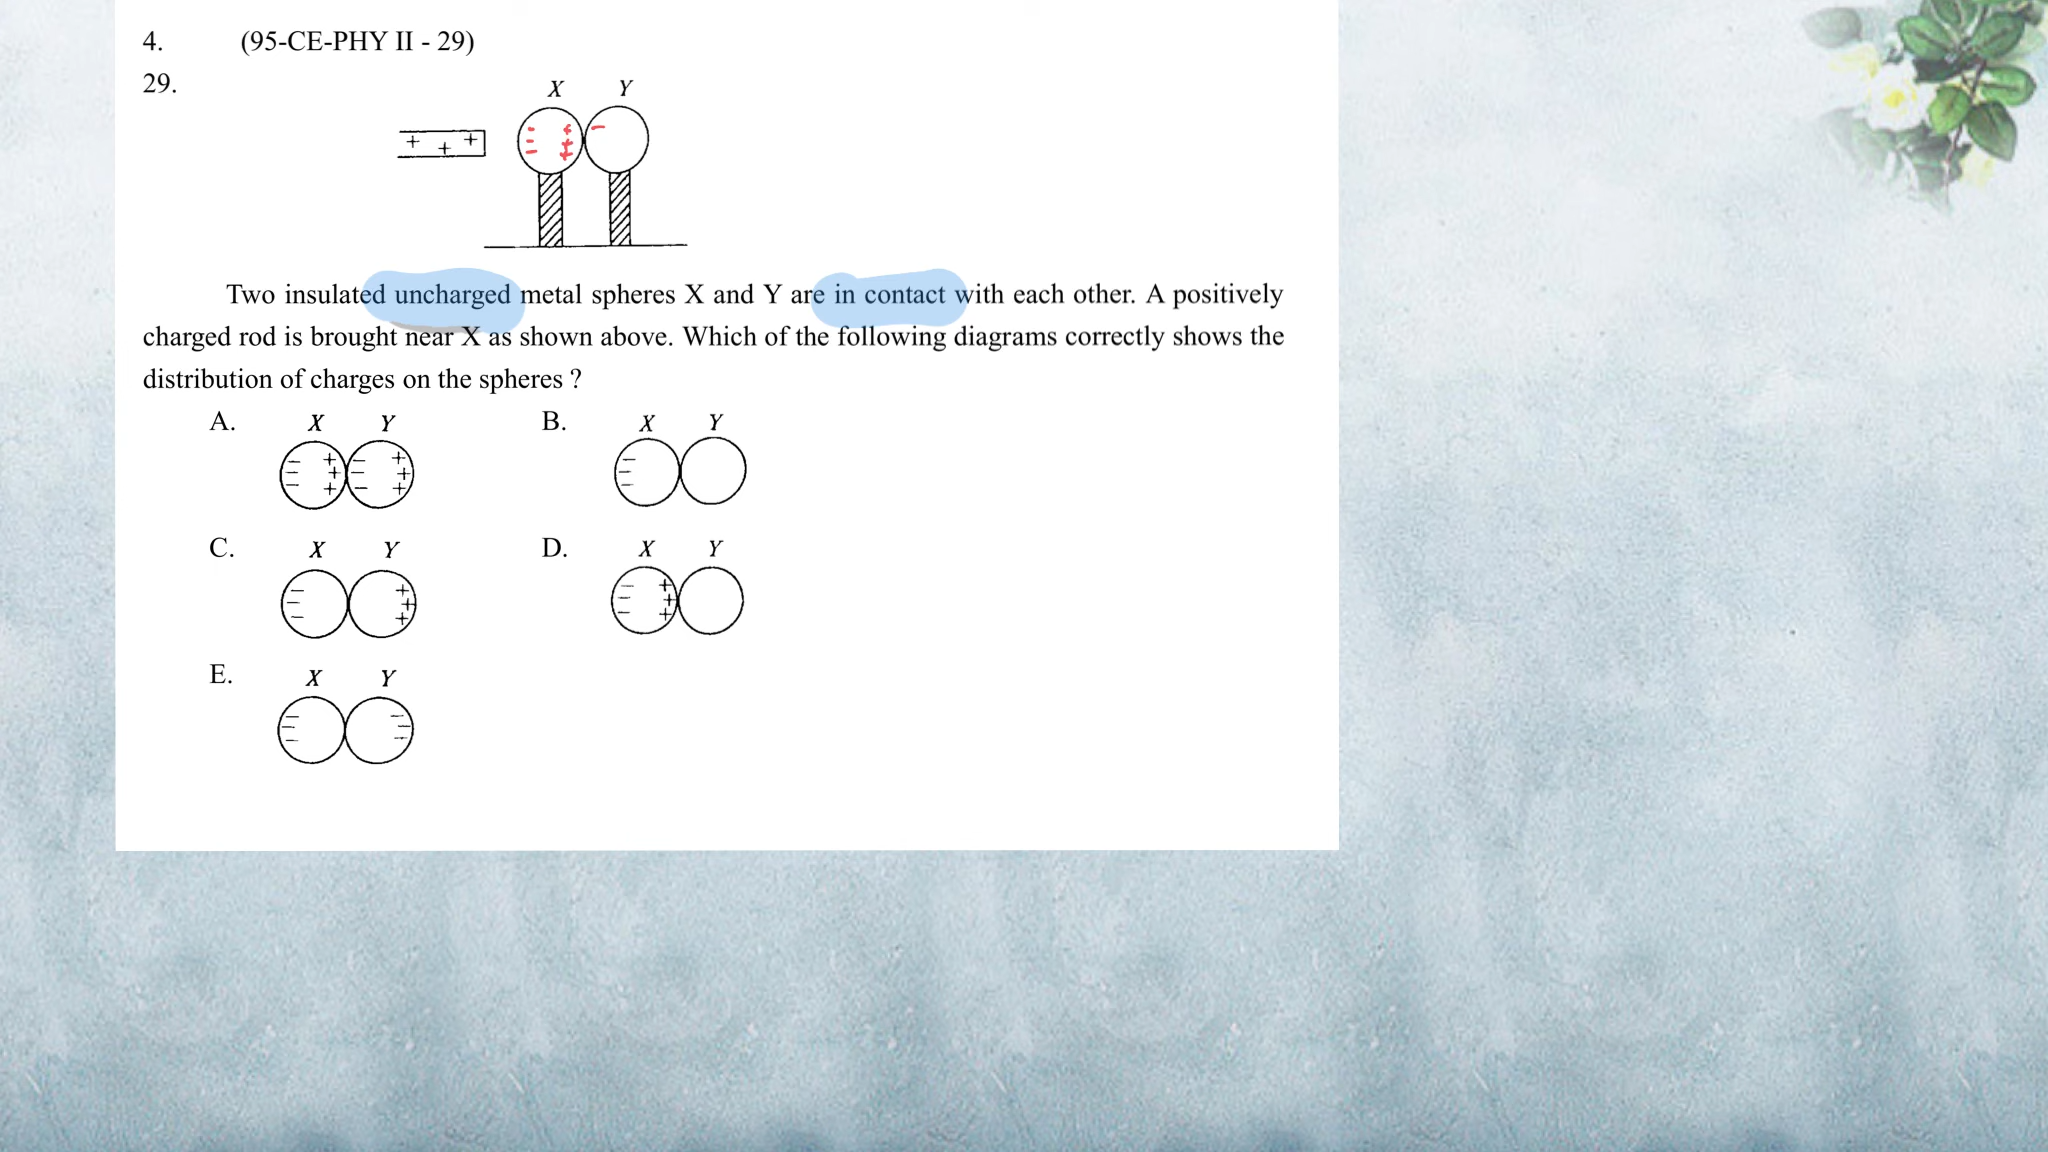 4. (95-CE-PHY II - 29)
29.
X Y
+ + +
- - - + + + -
Two insulated uncharged metal spheres X and Y are in contact with each other. A positively
charged rod is brought near X as shown above. Which of the following diagrams correctly shows the
distribution of charges on the spheres ?
A. X Y B. X Y
- - - + + + - - - + + + - - -
C. X Y D. X Y
- - - + + + - - - + + +
E. X Y
- - - - - -